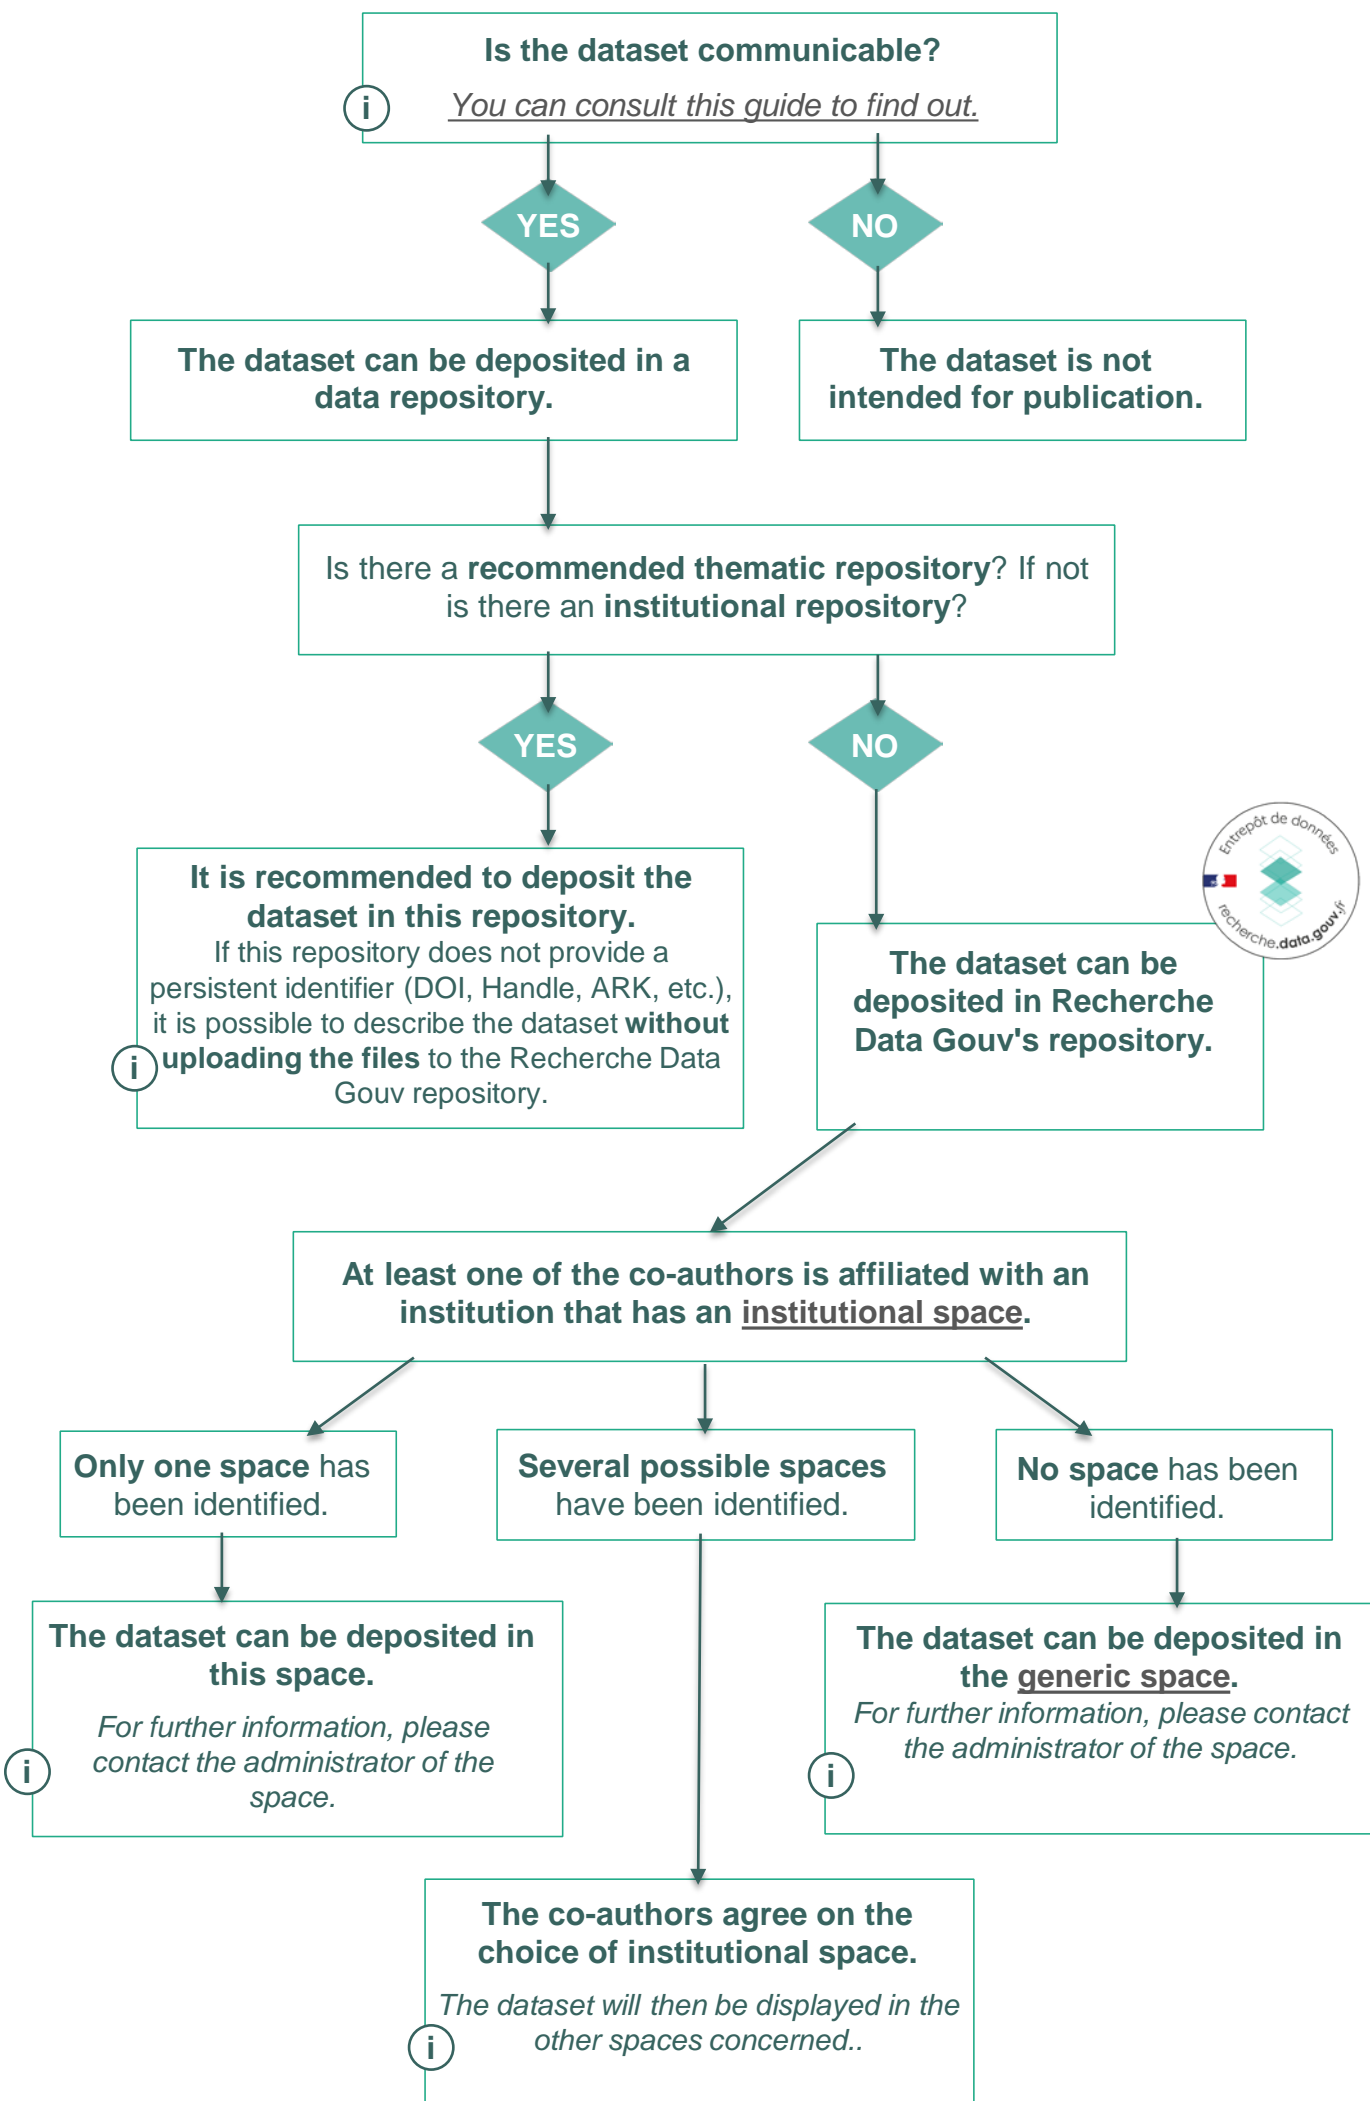 Is the dataset communicable?
i
You can consult this guide to find out.
YES
NO
The dataset can be deposited in a
data repository.
The dataset is not
intended for publication.
Is there a recommended thematic repository? If not
is there an institutional repository?
YES
NO
It is recommended to deposit the
dataset in this repository.
If this repository does not provide a
persistent identifier (DOI, Handle, ARK, etc.),
it is possible to describe the dataset without
uploading the files to the Recherche Data
Gouv repository.
i
Entrepôt de données
recherche.data.gouv.fr
The dataset can be
deposited in Recherche
Data Gouv's repository.
At least one of the co-authors is affiliated with an
institution that has an institutional space.
Only one space has
been identified.
Several possible spaces
have been identified.
No space has been
identified.
The dataset can be deposited in
this space.
For further information, please
contact the administrator of the
space.
i
The dataset can be deposited in
the generic space.
For further information, please contact
the administrator of the space.
i
The co-authors agree on the
choice of institutional space.
The dataset will then be displayed in the
other spaces concerned..
i